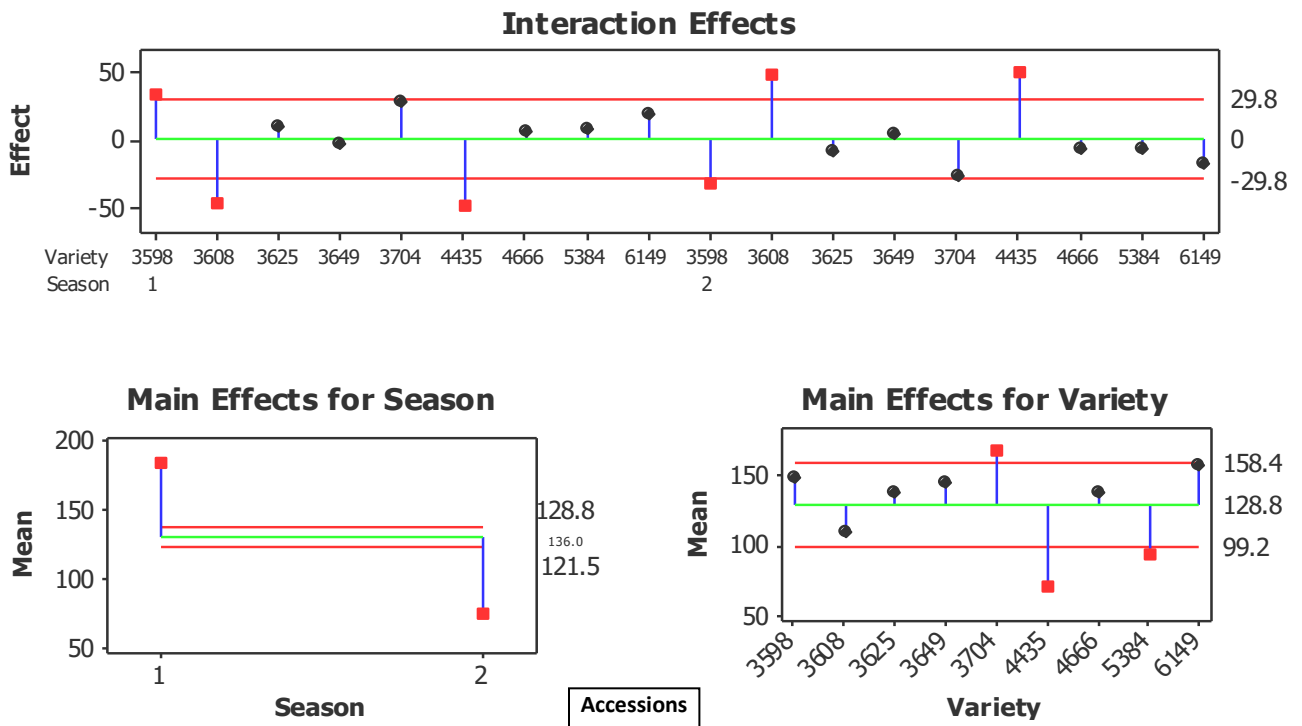 Interaction Effects
50
0
-50
Effect
29.8
0
-29.8
Variety 3598 3608 3625 3649 3704 4435 4666 5384 6149 3598 3608 3625 3649 3704 4435 4666 5384 6149
Season 1 2
Main Effects for Season
200
150
100
50
Mean
128.8
136.0
121.5
1 2
Season
Accessions
Main Effects for Variety
150
100
50
Mean
158.4
128.8
99.2
3598 3608 3625 3649 3704 4435 4666 5384 6149
Variety